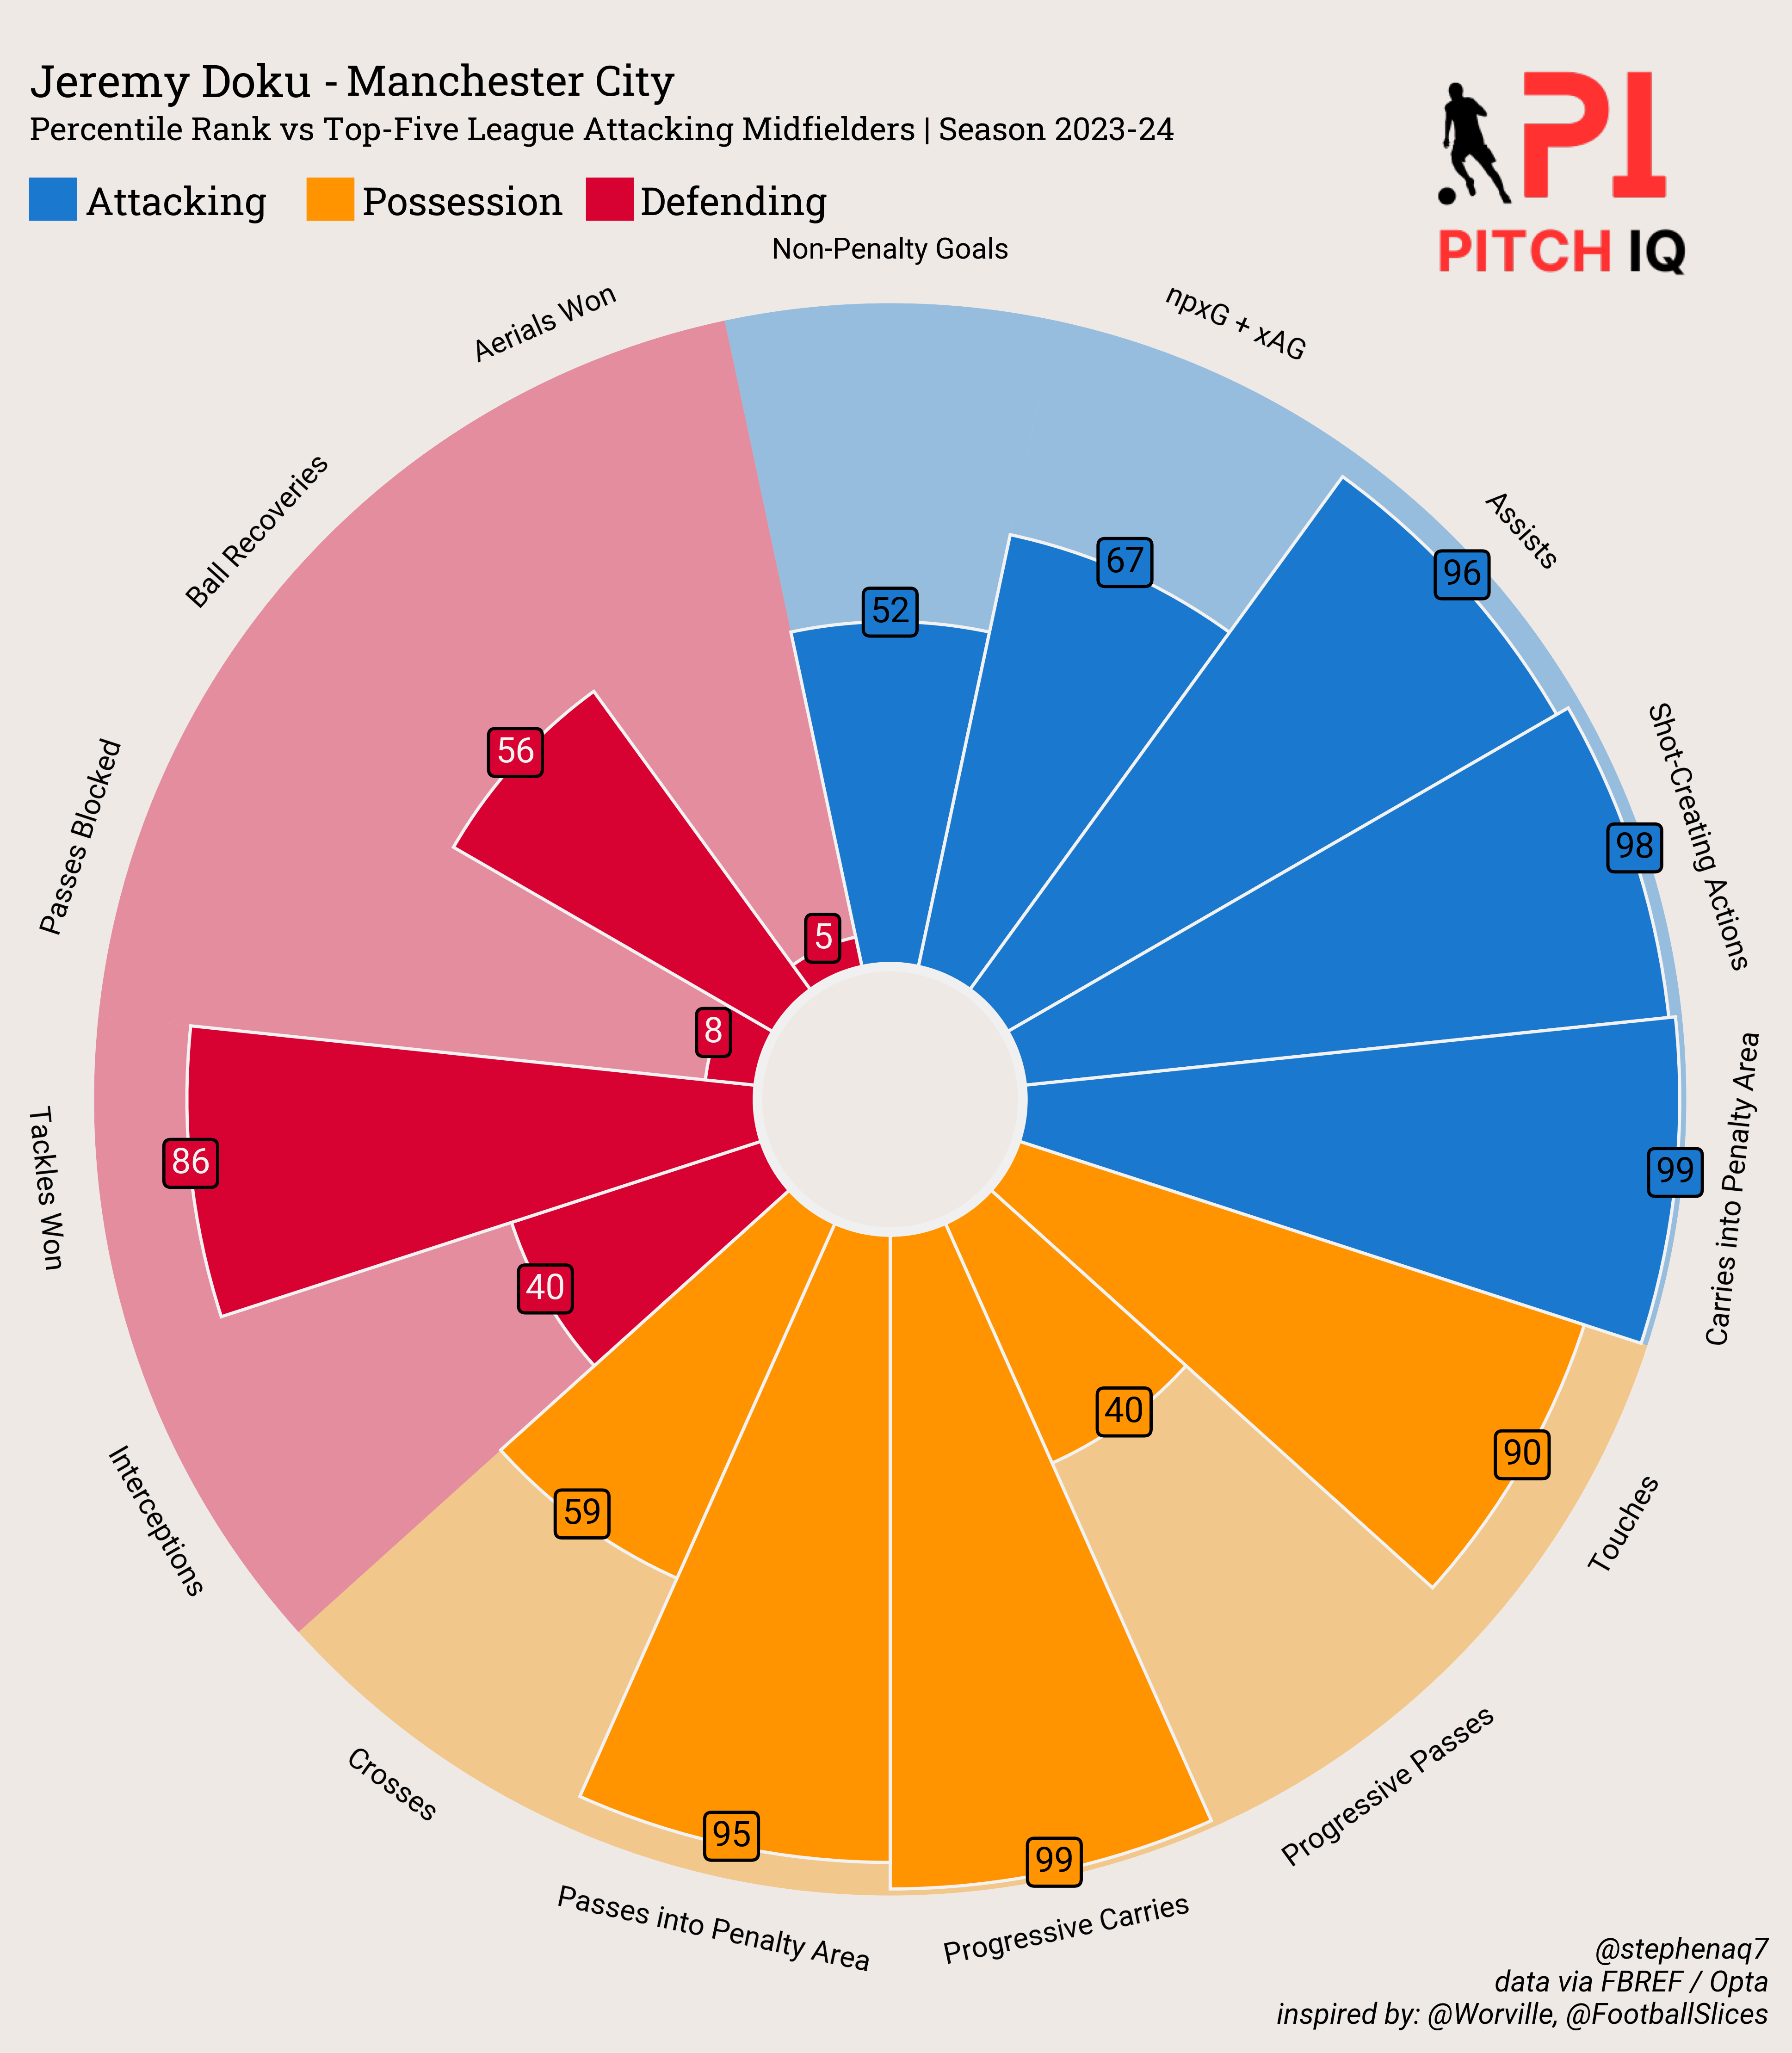 Jeremy Doku - Manchester City
Percentile Rank vs Top-Five League Attacking Midfielders | Season 2023-24
Attacking
Possession
Defending
PI
PITCH IQ
Non-Penalty Goals
npxG + xAG
Assists
Shot-Creating Actions
Carries into Penalty Area
Touches
Progressive Passes
Progressive Carries
Passes into Penalty Area
Crosses
Interceptions
Tackles Won
Passes Blocked
Ball Recoveries
Aerials Won
52
67
96
98
99
90
40
99
95
59
40
86
8
56
5
@stephenaq7
data via FBREF / Opta
inspired by: @Worville, @FootballSlices